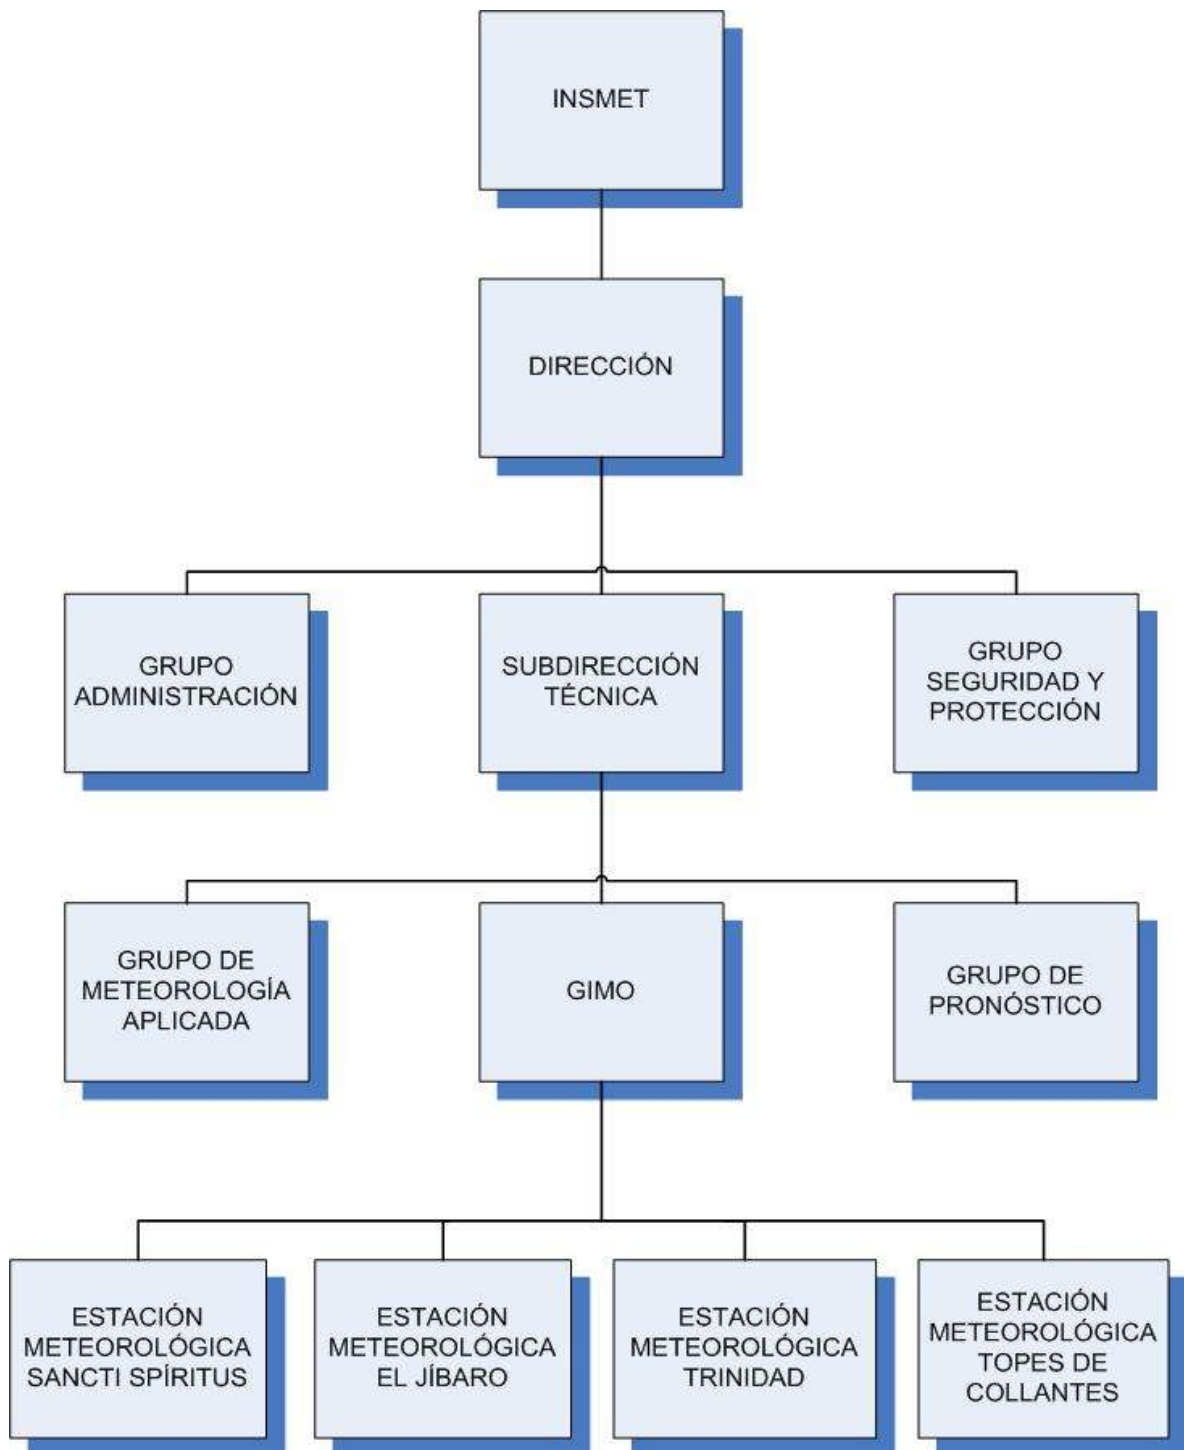 INSMET
DIRECCIÓN
GRUPO
ADMINISTRACIÓN
SUBDIRECCIÓN
TÉCNICA
GRUPO
SEGURIDAD Y
PROTECCIÓN
GRUPO DE
METEOROLOGÍA
APLICADA
GIMO
GRUPO DE
PRONÓSTICO
ESTACIÓN
METEOROLÓGICA
SANCTI SPÍRITUS
ESTACIÓN
METEOROLÓGICA
EL JÍBARO
ESTACIÓN
METEOROLÓGICA
TRINIDAD
ESTACIÓN
METEOROLÓGICA
TOPES DE
COLLANTES